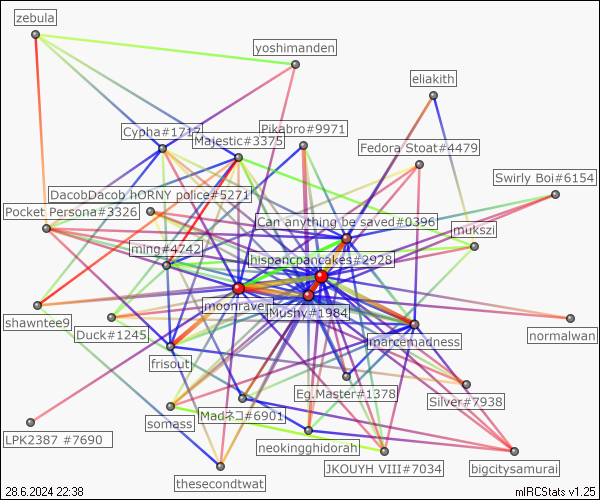 zebula
yoshimanden
eliakith
Cypha#1717
Majestic#3375
Pikabro#9971
Fedora Stoat#4479
Swirly Boi#6154
DacobDacob hORNY police#5271
Pocket Persona#3326
Can anything be saved#0396
mukszi
ming#4742
hispancpancakes#2928
moonraven
Mushy#1984
shawntee9
Duck#1245
marcemadness
normalwan
frisout
Eg.Master#1378
Silver#7938
somass
Madネコ#6901
LPK2387 #7690
neokingghidorah
thesecondtwat
JKOUYH VIII#7034
bigcitysamurai
28.6.2024 22:38
mIRCStats v1.25